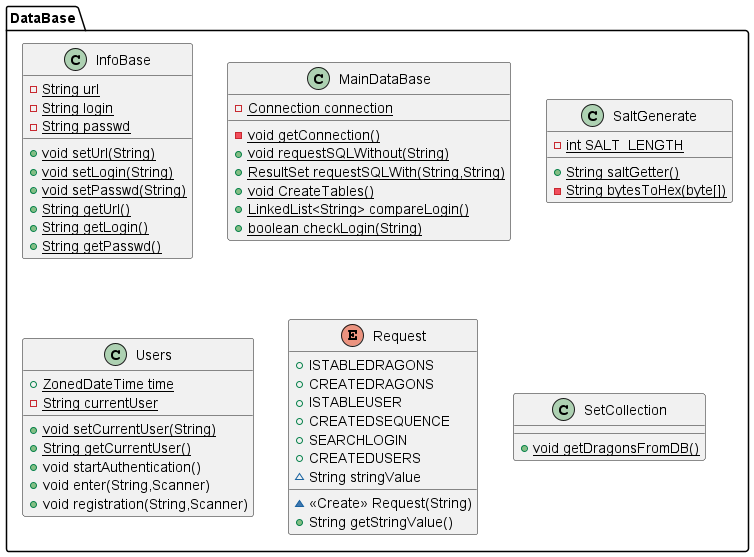 DataBase
C InfoBase
String url
String login
String passwd
void setUrl(String)
void setLogin(String)
void setPasswd(String)
String getUrl()
String getLogin()
String getPasswd()
C MainDataBase
Connection connection
void getConnection()
void requestSQLWithout(String)
ResultSet requestSQLWith(String,String)
void CreateTables()
LinkedList<String> compareLogin()
boolean checkLogin(String)
C SaltGenerate
int SALT_LENGTH
String saltGetter()
String bytesToHex(byte[])
C Users
ZonedDateTime time
String currentUser
void setCurrentUser(String)
String getCurrentUser()
void startAuthentication()
void enter(String,Scanner)
void registration(String,Scanner)
E Request
ISTABLEDRAGONS
CREATEDRAGONS
ISTABLEUSER
CREATEDSEQUENCE
SEARCHLOGIN
CREATEDUSERS
String stringValue
«Create» Request(String)
String getStringValue()
C SetCollection
void getDragonsFromDB()